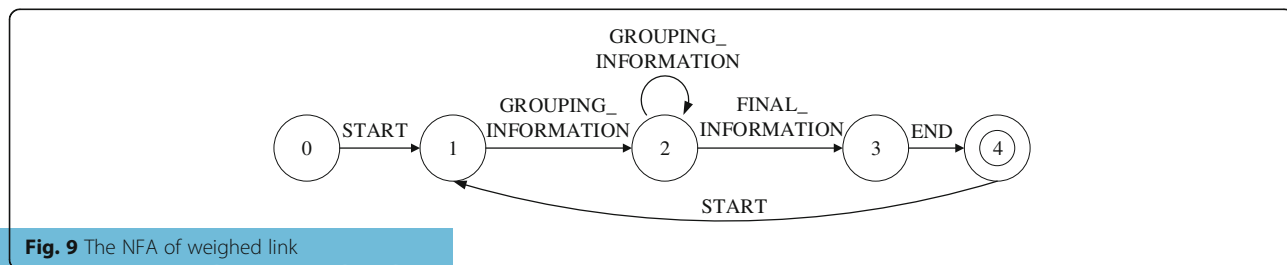 GROUPING_
INFORMATION
GROUPING_
INFORMATION
FINAL_
INFORMATION
START
END
0
1
2
3
4
START
Fig. 9 The NFA of weighed link